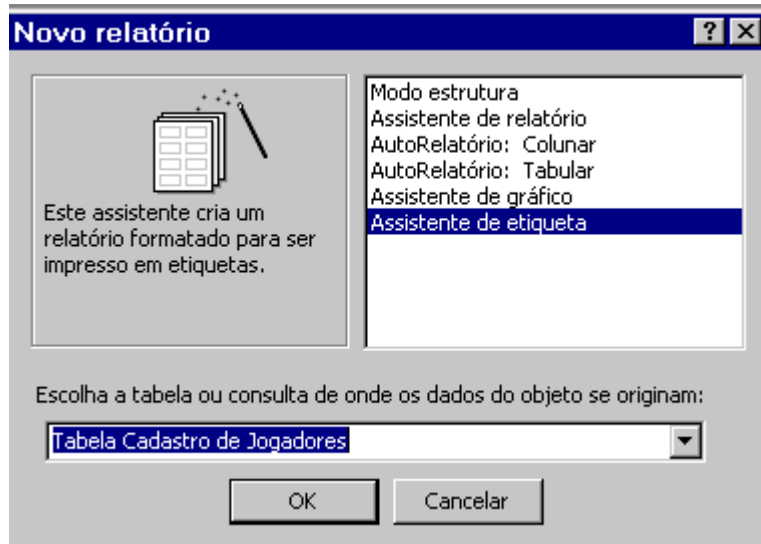 Novo relatório
Este assistente cria um
relatório formatado para ser
impresso em etiquetas.
Modo estrutura
Assistente de relatório
AutoRelatório: Colunar
AutoRelatório: Tabular
Assistente de gráfico
Assistente de etiqueta
Escolha a tabela ou consulta de onde os dados do objeto se originam:
Tabela Cadastro de Jogadores
OK
Cancelar